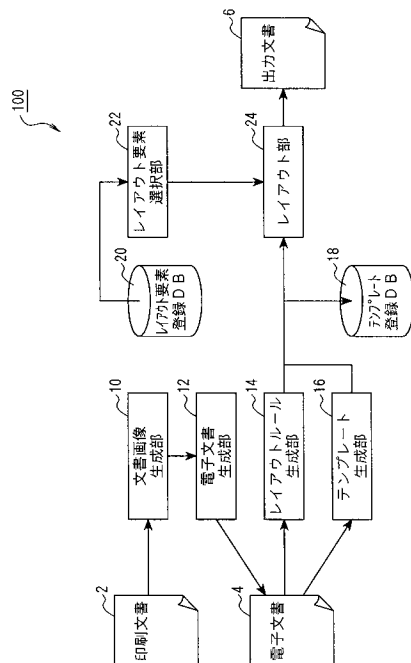 100
2
印刷文書
10
文書画像
生成部
12
電子文書
生成部
4
電子文書
14
レイアウトルール
生成部
16
テンプレート
生成部
20
レイアウト要素
登録DB
22
レイアウト要素
選択部
18
テンプレート
登録DB
24
レイアウト部
6
出力文書